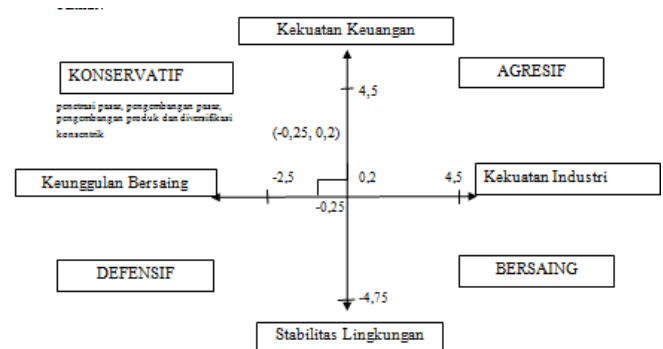 Kekuatan Keuangan
KONSERVATIF
AGRESIF
4,5
penetrasi pasar, pengembangan pasar,
pengembangan produk dan diversifikasi
konsentrik
(-0,25, 0,2)
Keunggulan Bersaing
-2,5
0,2
4,5
Kekuatan Industri
-0,25
DEFENSIF
BERSAING
-4,75
Stabilitas Lingkungan